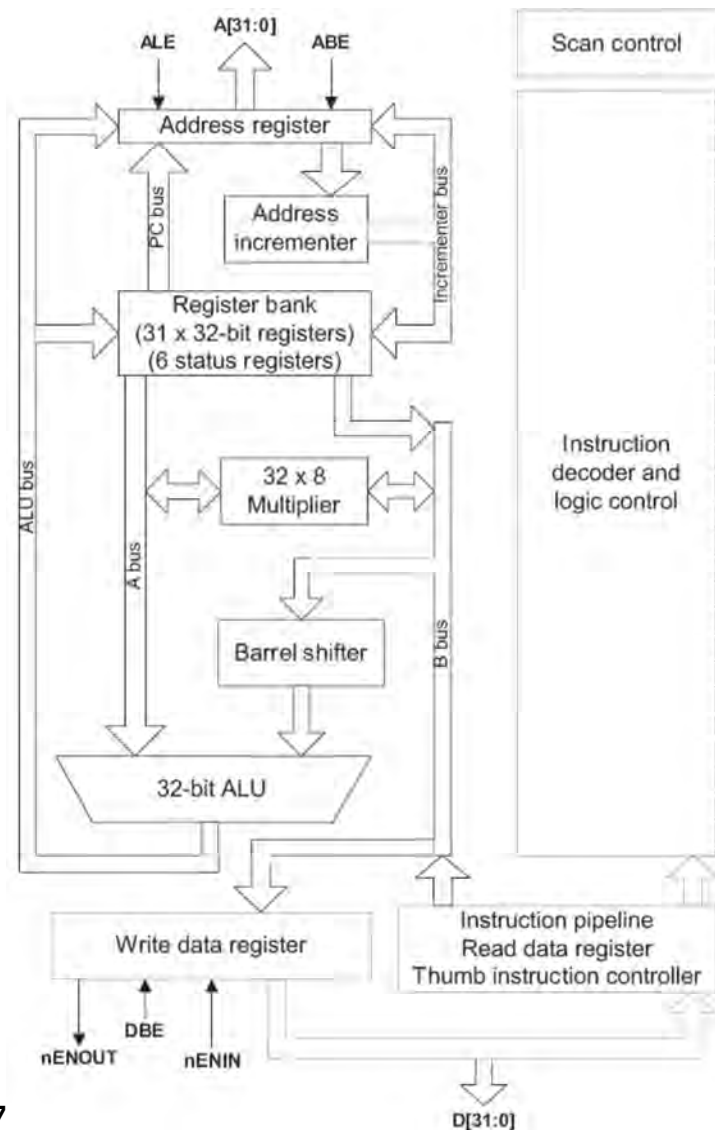 A[31:0]
ALE
ABE
Scan control
Address register
PC bus
Address
incrementer
Incrementer bus
Register bank
(31 x 32-bit registers)
(6 status registers)
ALU bus
A bus
32 x 8
Multiplier
B bus
Instruction
decoder and
logic control
Barrel shifter
32-bit ALU
Write data register
Instruction pipeline
Read data register
Thumb instruction controller
nENOUT
DBE
nENIN
D[31:0]
7